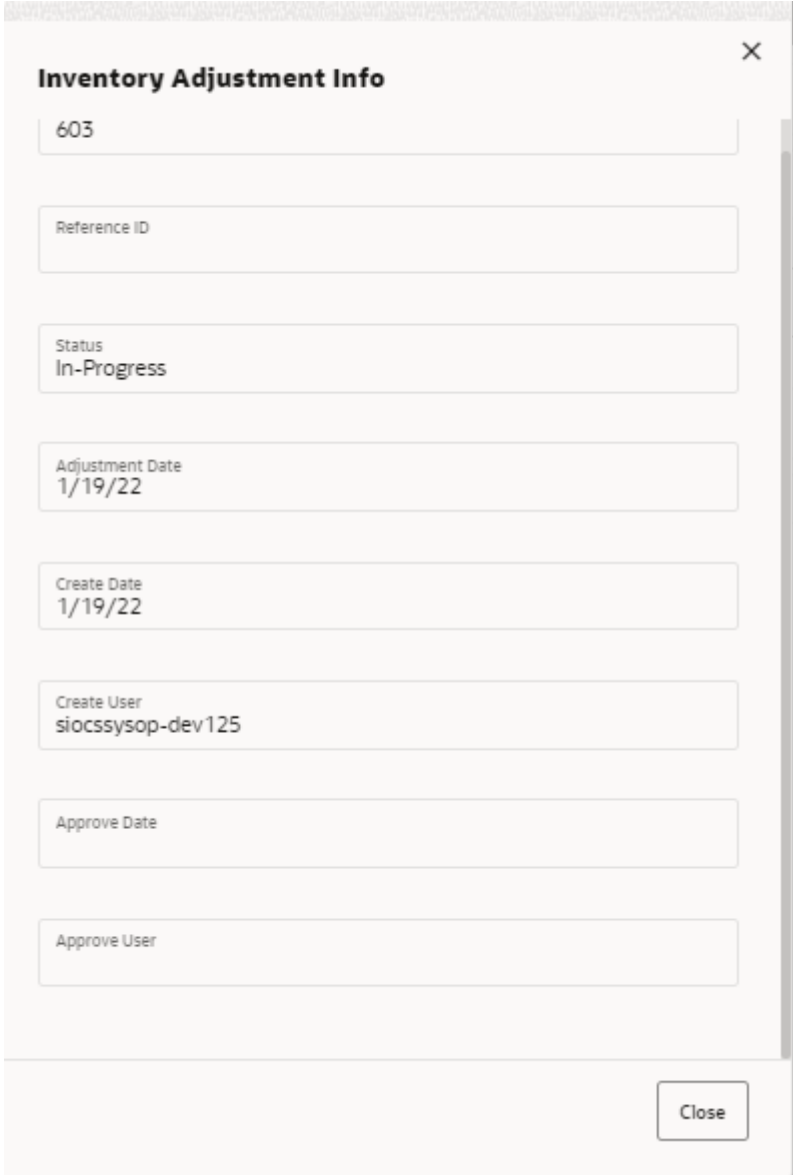 Inventory Adjustment Info
603
Reference ID
Status
In-Progress
Adjustment Date
1/19/22
Create Date
1/19/22
Create User
siocssysop-dev125
Approve Date
Approve User
Close